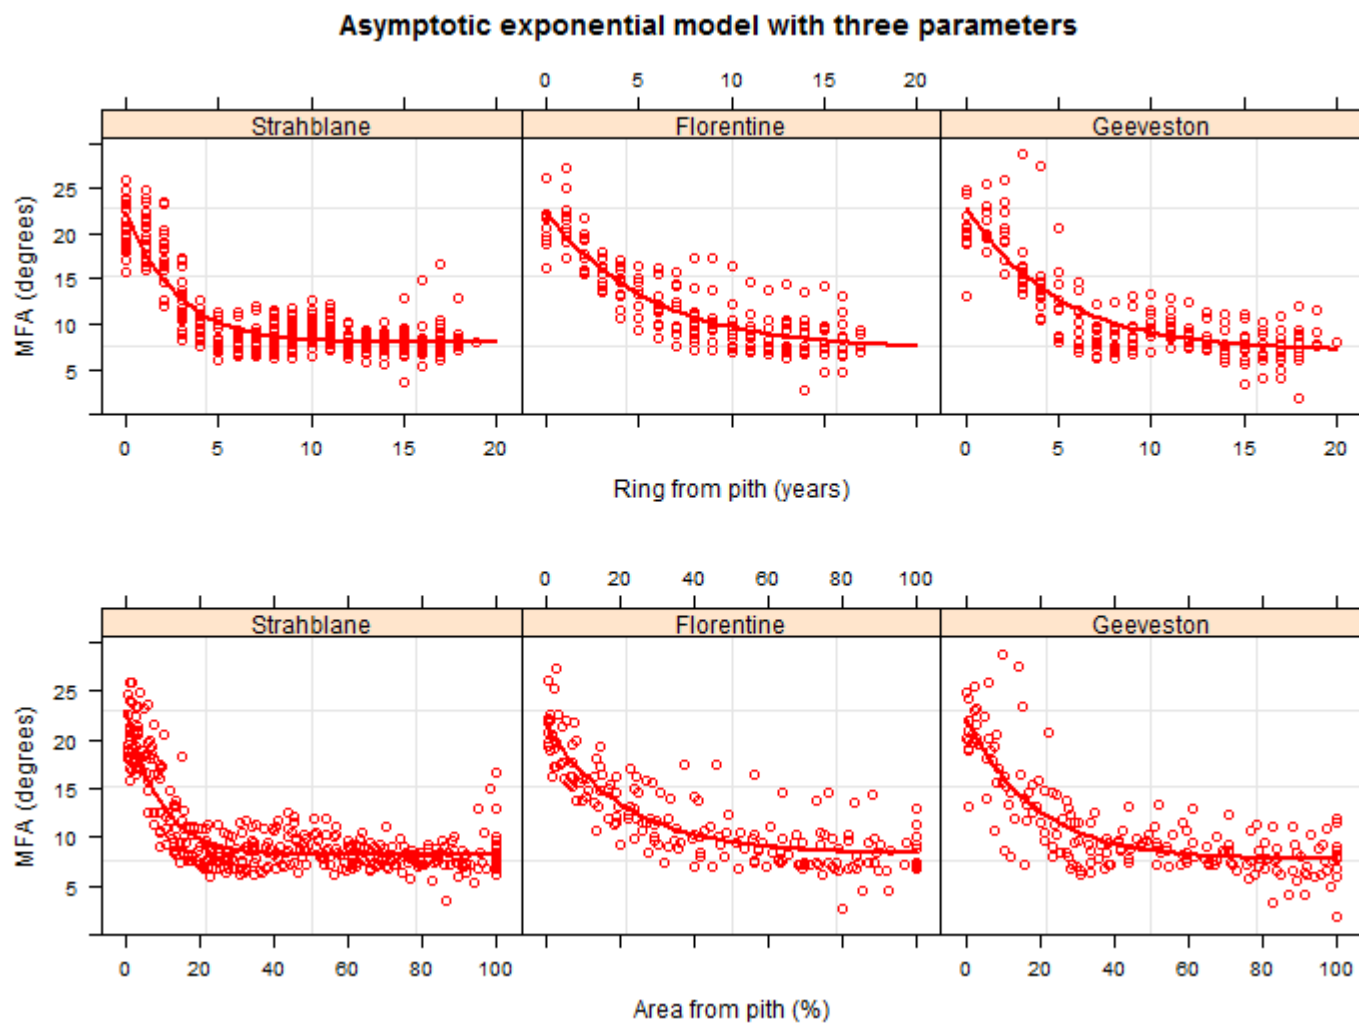 Asymptotic exponential model with three parameters
0 5 10 15 20
Strahblane Florentine Geeveston
MFA (degrees)
25
20
15
10
5
0 5 10 15 20 0 5 10 15 20
Ring from pith (years)
0 20 40 60 80 100
Strahblane Florentine Geeveston
MFA (degrees)
25
20
15
10
5
0 20 40 60 80 100 0 20 40 60 80 100
Area from pith (%)